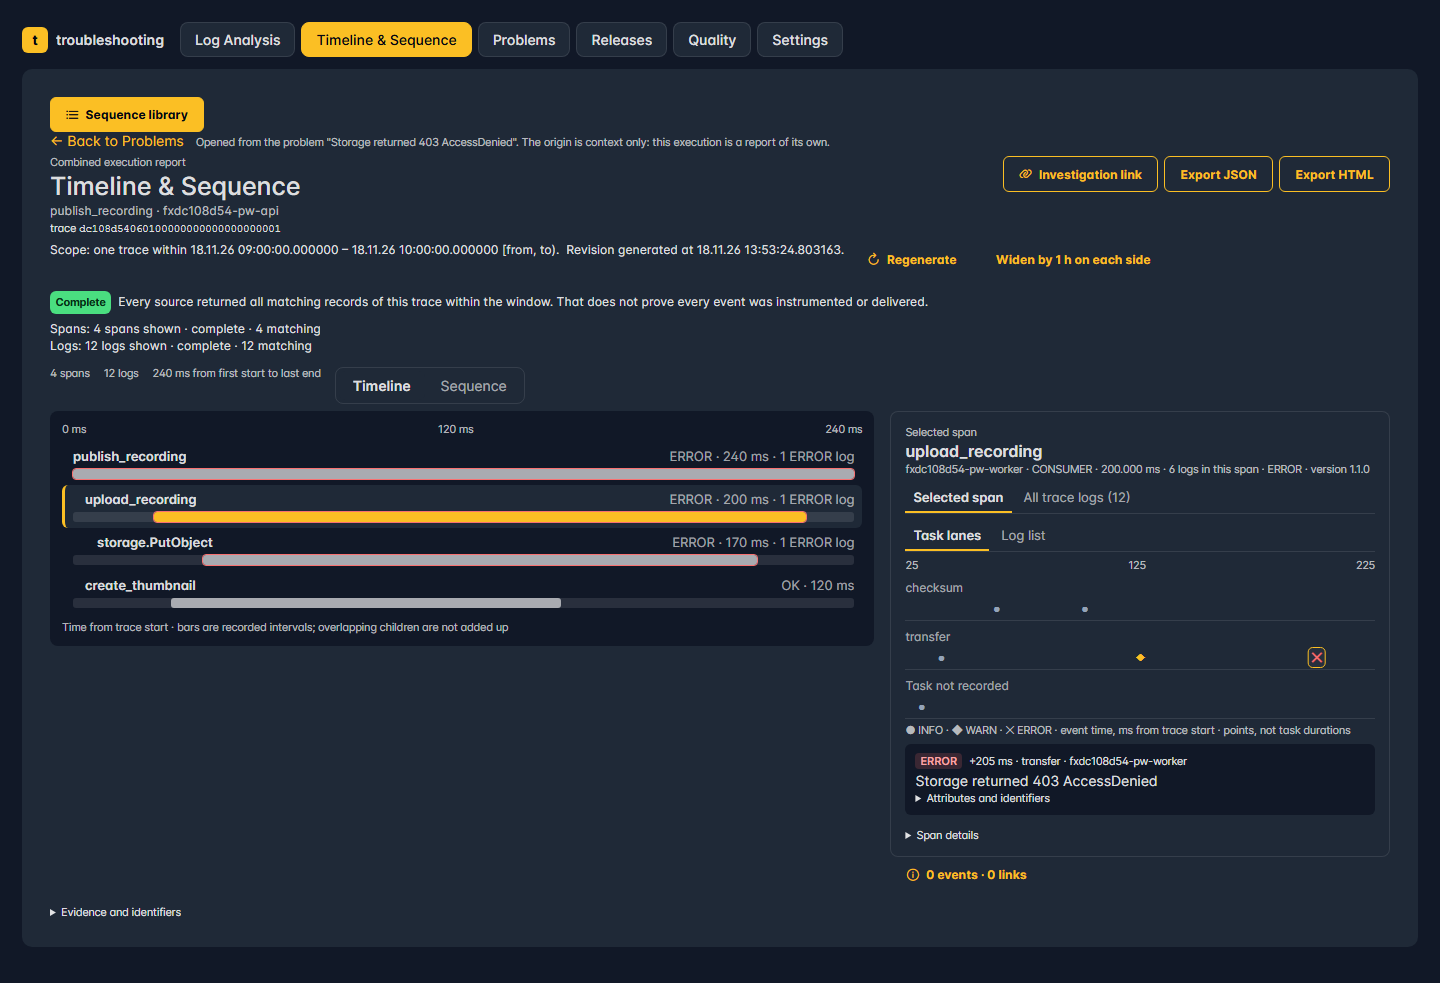 t troubleshooting Log Analysis Timeline & Sequence Problems Releases Quality Settings
Sequence library
← Back to Problems Opened from the problem "Storage returned 403 AccessDenied". The origin is context only: this execution is a report of its own.
Combined execution report
Timeline & Sequence
Investigation link Export JSON Export HTML
publish_recording · fxdc108d54-pw-api
trace dc108d54060100000000000000000001
Scope: one trace within 18.11.26 09:00:00.000000 – 18.11.26 10:00:00.000000 [from, to). Revision generated at 18.11.26 13:53:24.803163.
Regenerate Widen by 1 h on each side
Complete Every source returned all matching records of this trace within the window. That does not prove every event was instrumented or delivered.
Spans: 4 spans shown · complete · 4 matching
Logs: 12 logs shown · complete · 12 matching
4 spans 12 logs 240 ms from first start to last end
Timeline Sequence
0 ms 120 ms 240 ms
publish_recording ERROR · 240 ms · 1 ERROR log
upload_recording ERROR · 200 ms · 1 ERROR log
storage.PutObject ERROR · 170 ms · 1 ERROR log
create_thumbnail OK · 120 ms
Time from trace start · bars are recorded intervals; overlapping children are not added up
Selected span
upload_recording
fxdc108d54-pw-worker · CONSUMER · 200.000 ms · 6 logs in this span · ERROR · version 1.1.0
Selected span All trace logs (12)
Task lanes Log list
25 125 225
checksum
transfer
Task not recorded
● INFO · ◆ WARN · ✕ ERROR · event time, ms from trace start · points, not task durations
ERROR +205 ms · transfer · fxdc108d54-pw-worker
Storage returned 403 AccessDenied
▶ Attributes and identifiers
▶ Span details
0 events · 0 links
▶ Evidence and identifiers